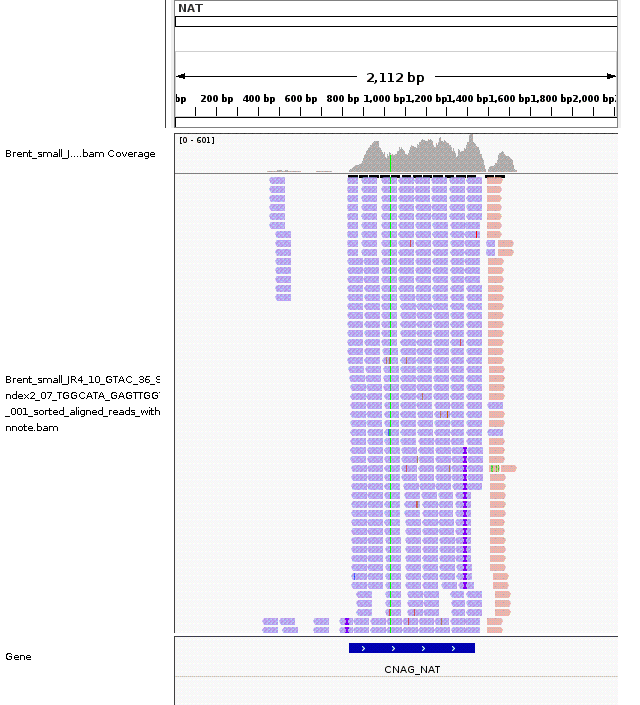 NAT
2,112 bp
bp 200 bp 400 bp 600 bp 800 bp 1,000 bp 1,200 bp 1,400 bp 1,600 bp 1,800 bp 2,000 bp
[0 - 601]
Brent_small_J....bam Coverage
Brent_small_JR4_10_GTAC_36_S
ndex2_07_TGGCATA_GAGTTGG
_001_sorted_aligned_reads_with
nnote.bam
Gene
CNAG_NAT